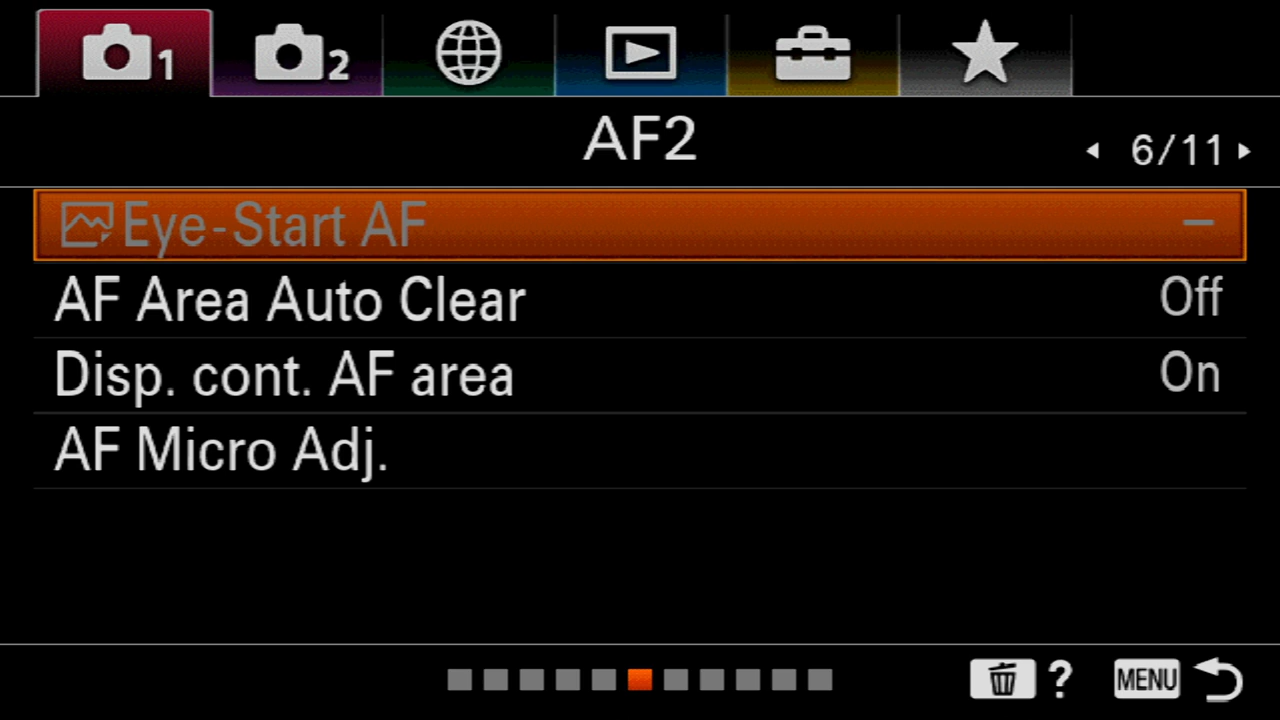 1 2
AF2
6/11
Eye-Start AF –
AF Area Auto Clear Off
Disp. cont. AF area On
AF Micro Adj.
? MENU